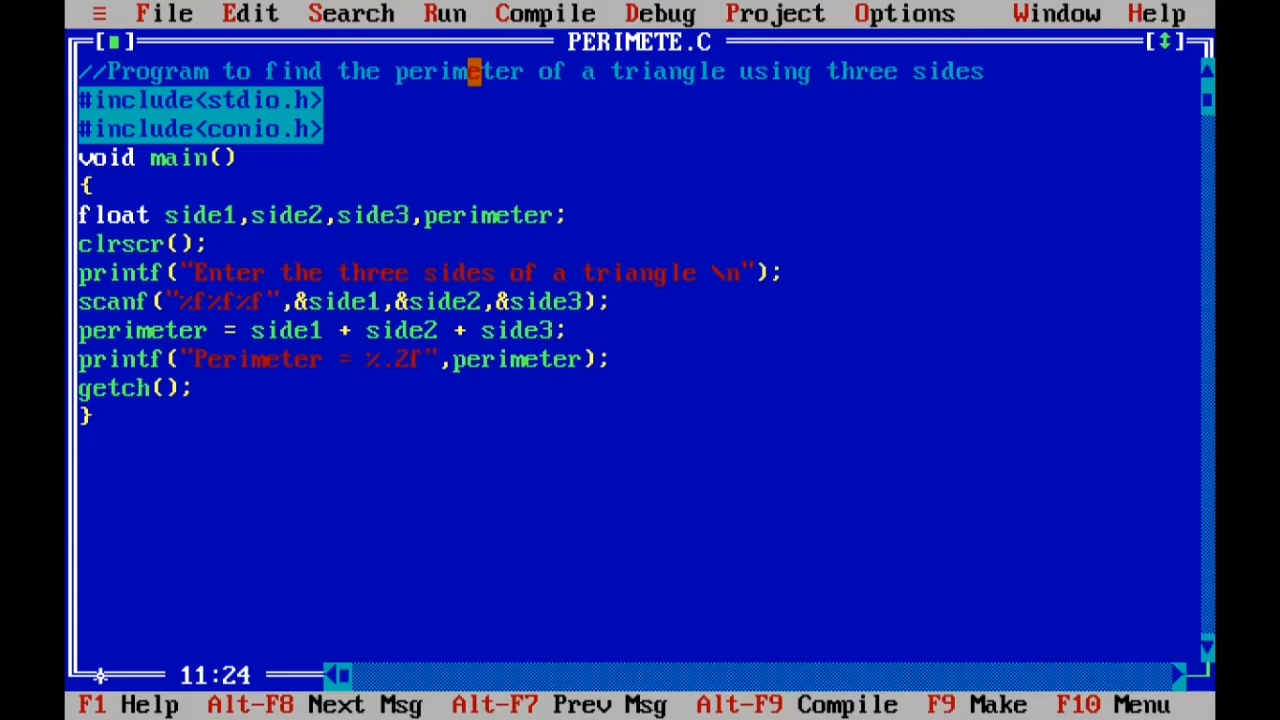 ≡ File Edit Search Run Compile Debug Project Options Window Help
[■] PERIMETE.C [↕]
//Program to find the perimeter of a triangle using three sides
#include<stdio.h>
#include<conio.h>
void main()
{
float side1,side2,side3,perimeter;
clrscr();
printf("Enter the three sides of a triangle \n");
scanf("%f%f%f",&side1,&side2,&side3);
perimeter = side1 + side2 + side3;
printf("Perimeter = %.2f",perimeter);
getch();
}
11:24
F1 Help Alt-F8 Next Msg Alt-F7 Prev Msg Alt-F9 Compile F9 Make F10 Menu